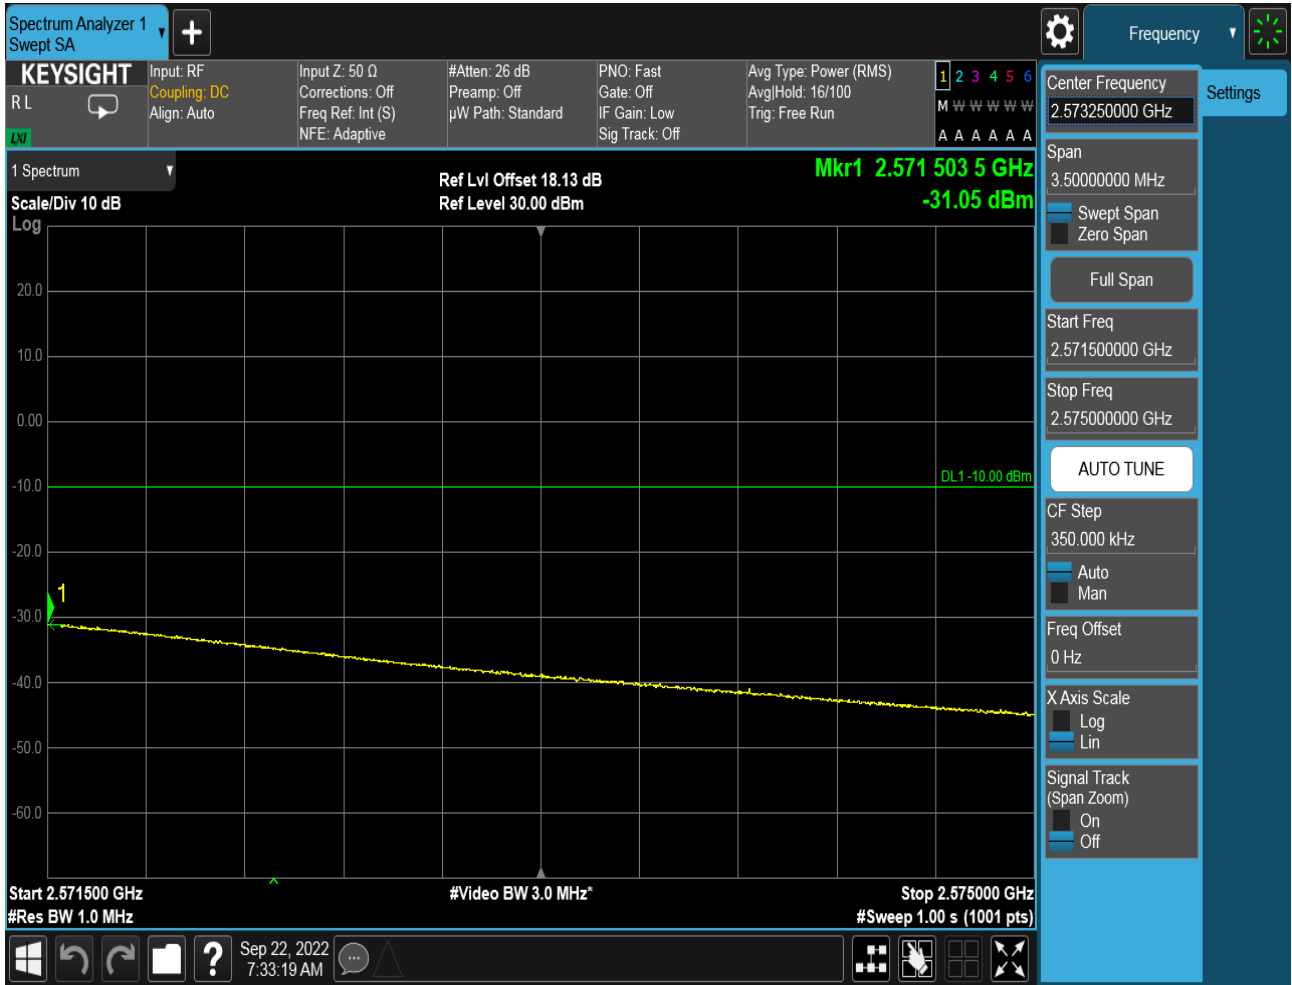 Spectrum Analyzer 1
Swept SA
Frequency
KEYSIGHT
R L
LXI
Input: RF
Coupling: DC
Align: Auto
Input Z: 50 Ω
Corrections: Off
Freq Ref: Int (S)
NFE: Adaptive
#Atten: 26 dB
Preamp: Off
µW Path: Standard
PNO: Fast
Gate: Off
IF Gain: Low
Sig Track: Off
Avg Type: Power (RMS)
Avg|Hold: 16/100
Trig: Free Run
1 2 3 4 5 6
M W W W W W
A A A A A A
1 Spectrum
Scale/Div 10 dB
Log
Ref Lvl Offset 18.13 dB
Ref Level 30.00 dBm
Mkr1 2.571 503 5 GHz
-31.05 dBm
20.0
10.0
0.00
-10.0
-20.0
-30.0
-40.0
-50.0
-60.0
DL1 -10.00 dBm
1
Start 2.571500 GHz
#Res BW 1.0 MHz
#Video BW 3.0 MHz*
Stop 2.575000 GHz
#Sweep 1.00 s (1001 pts)
Sep 22, 2022
7:33:19 AM
Center Frequency
2.573250000 GHz
Settings
Span
3.50000000 MHz
Swept Span
Zero Span
Full Span
Start Freq
2.571500000 GHz
Stop Freq
2.575000000 GHz
AUTO TUNE
CF Step
350.000 kHz
Auto
Man
Freq Offset
0 Hz
X Axis Scale
Log
Lin
Signal Track
(Span Zoom)
On
Off